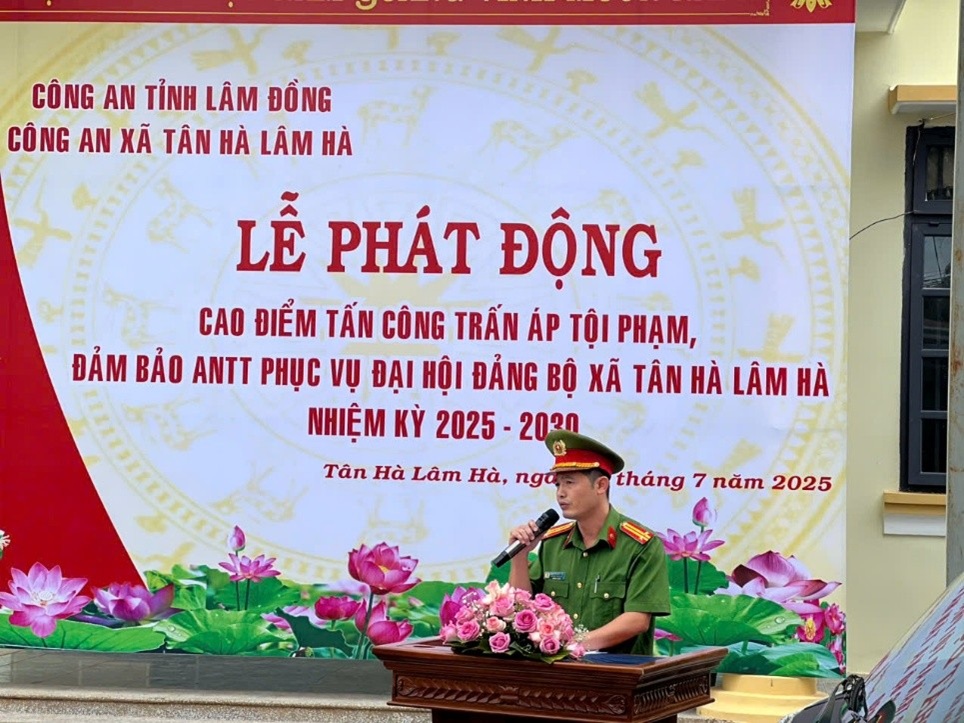 CÔNG AN TỈNH LÂM ĐỒNG
CÔNG AN XÃ TÂN HÀ LÂM HÀ
LỄ PHÁT ĐỘNG
CAO ĐIỂM TẤN CÔNG TRẤN ÁP TỘI PHẠM,
ĐẢM BẢO ANTT PHỤC VỤ ĐẠI HỘI ĐẢNG BỘ XÃ TÂN HÀ LÂM HÀ
NHIỆM KỲ 2025 - 2030
Tân Hà Lâm Hà, tháng 7 năm 2025